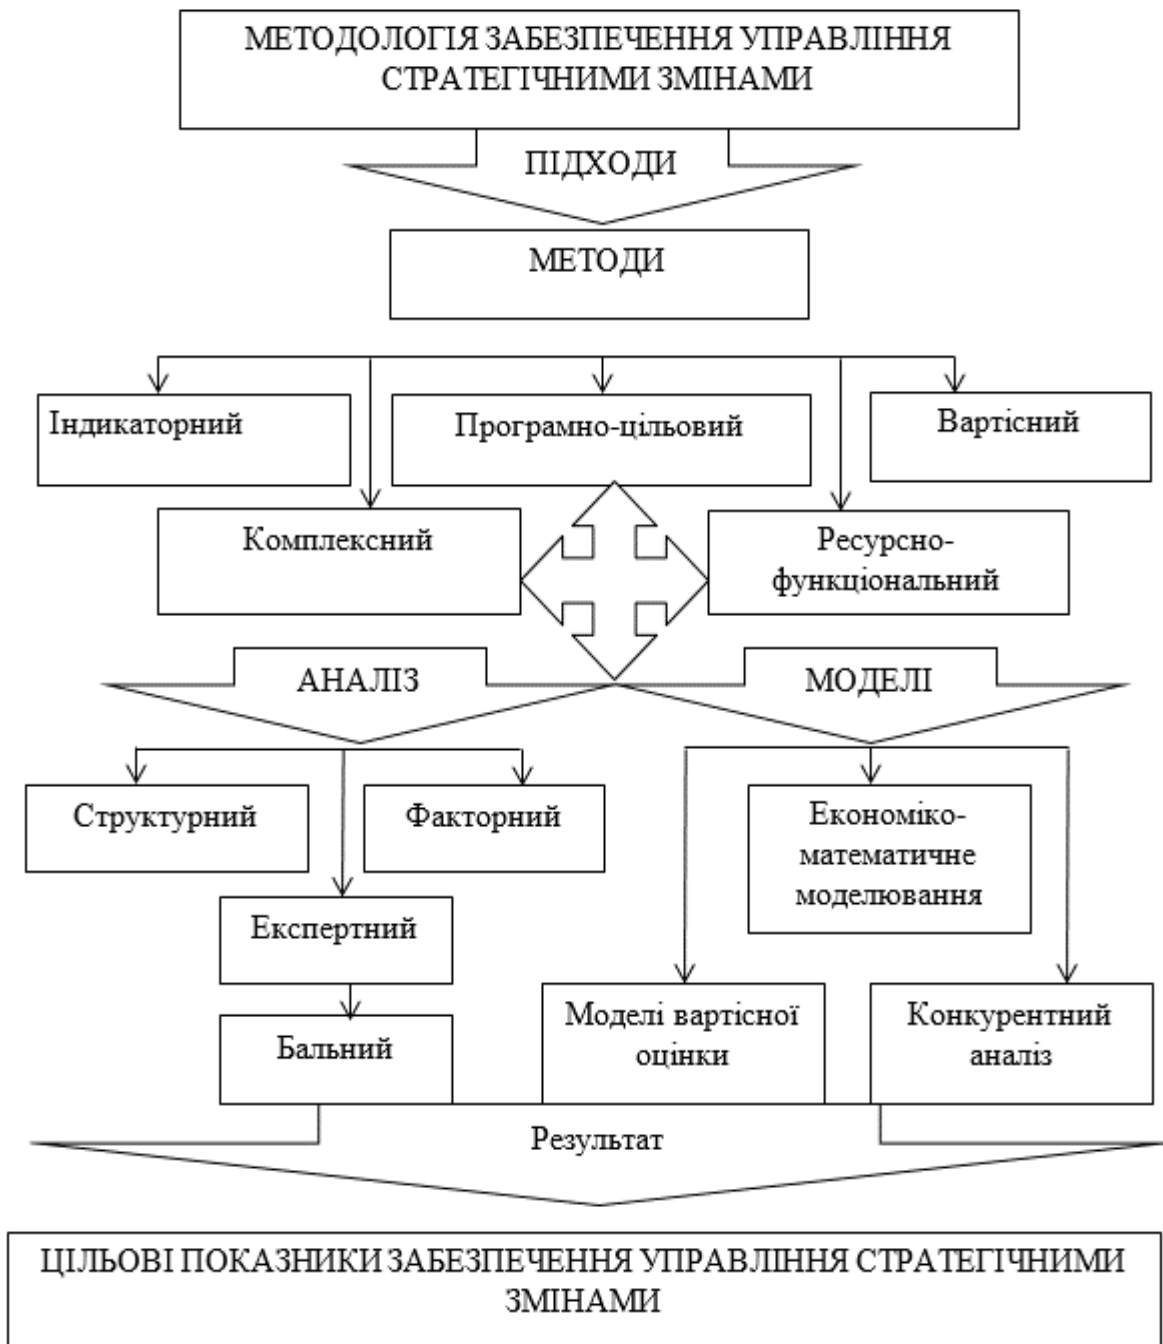 МЕТОДОЛОГІЯ ЗАБЕЗПЕЧЕННЯ УПРАВЛІННЯ
СТРАТЕГІЧНИМИ ЗМІНАМИ
ПІДХОДИ
МЕТОДИ
Індикаторний
Програмно-цільовий
Вартісний
Комплексний
Ресурсно-
функціональний
АНАЛІЗ
МОДЕЛІ
Структурний
Факторний
Економіко-
математичне
моделювання
Експертний
Бальний
Моделі вартісної
оцінки
Конкурентний
аналіз
Результат
ЦІЛЬОВІ ПОКАЗНИКИ ЗАБЕЗПЕЧЕННЯ УПРАВЛІННЯ СТРАТЕГІЧНИМИ
ЗМІНАМИ